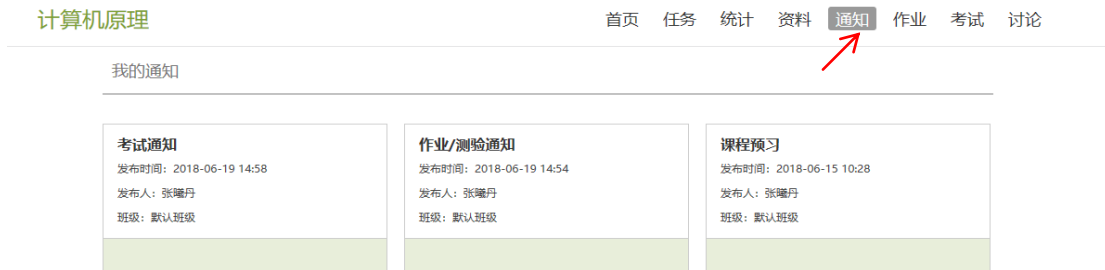 计算机原理
首页 任务 统计 资料 通知 作业 考试 讨论
我的通知
考试通知
发布时间：2018-06-19 14:58
发布人：张曦丹
班级：默认班级
作业/测验通知
发布时间：2018-06-19 14:54
发布人：张曦丹
班级：默认班级
课程预习
发布时间：2018-06-15 10:28
发布人：张曦丹
班级：默认班级